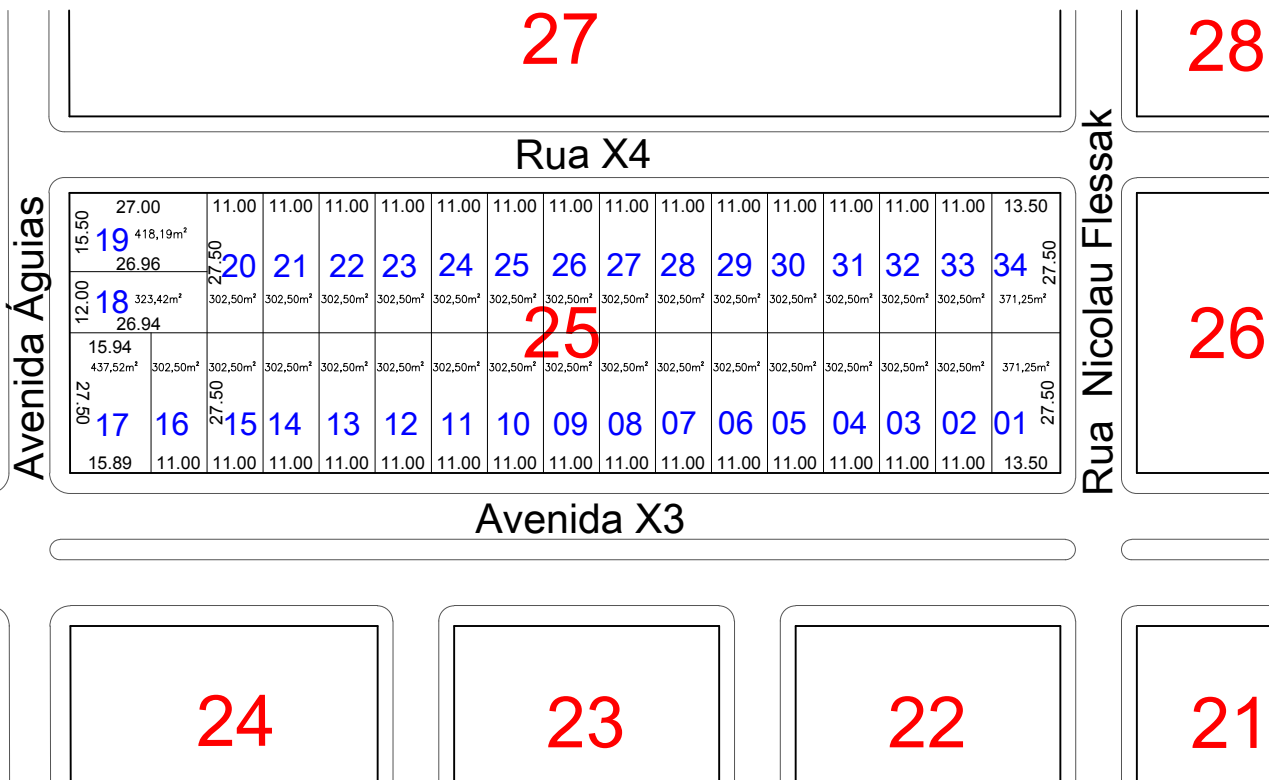 27
28
Rua X4
Rua Nicolau Flessak
Avenida Águias
27.00 11.00 11.00 11.00 11.00 11.00 11.00 11.00 11.00 11.00 11.00 11.00 11.00 11.00 11.00 13.50
15.50 19 418,19m²
26.96
27.50 20 21 22 23 24 25 26 27 28 29 30 31 32 33 34 27.50
12.00 18 323,42m² 302,50m² 302,50m² 302,50m² 302,50m² 302,50m² 302,50m² 302,50m² 302,50m² 302,50m² 302,50m² 302,50m² 302,50m² 302,50m² 302,50m² 371,25m²
26.94
25
26
15.94
437,52m² 302,50m² 302,50m² 302,50m² 302,50m² 302,50m² 302,50m² 302,50m² 302,50m² 302,50m² 302,50m² 302,50m² 302,50m² 302,50m² 302,50m² 302,50m² 371,25m²
27.50 17 16 27.50 15 14 13 12 11 10 09 08 07 06 05 04 03 02 01 27.50
15.89 11.00 11.00 11.00 11.00 11.00 11.00 11.00 11.00 11.00 11.00 11.00 11.00 11.00 11.00 11.00 13.50
Avenida X3
24
23
22
21